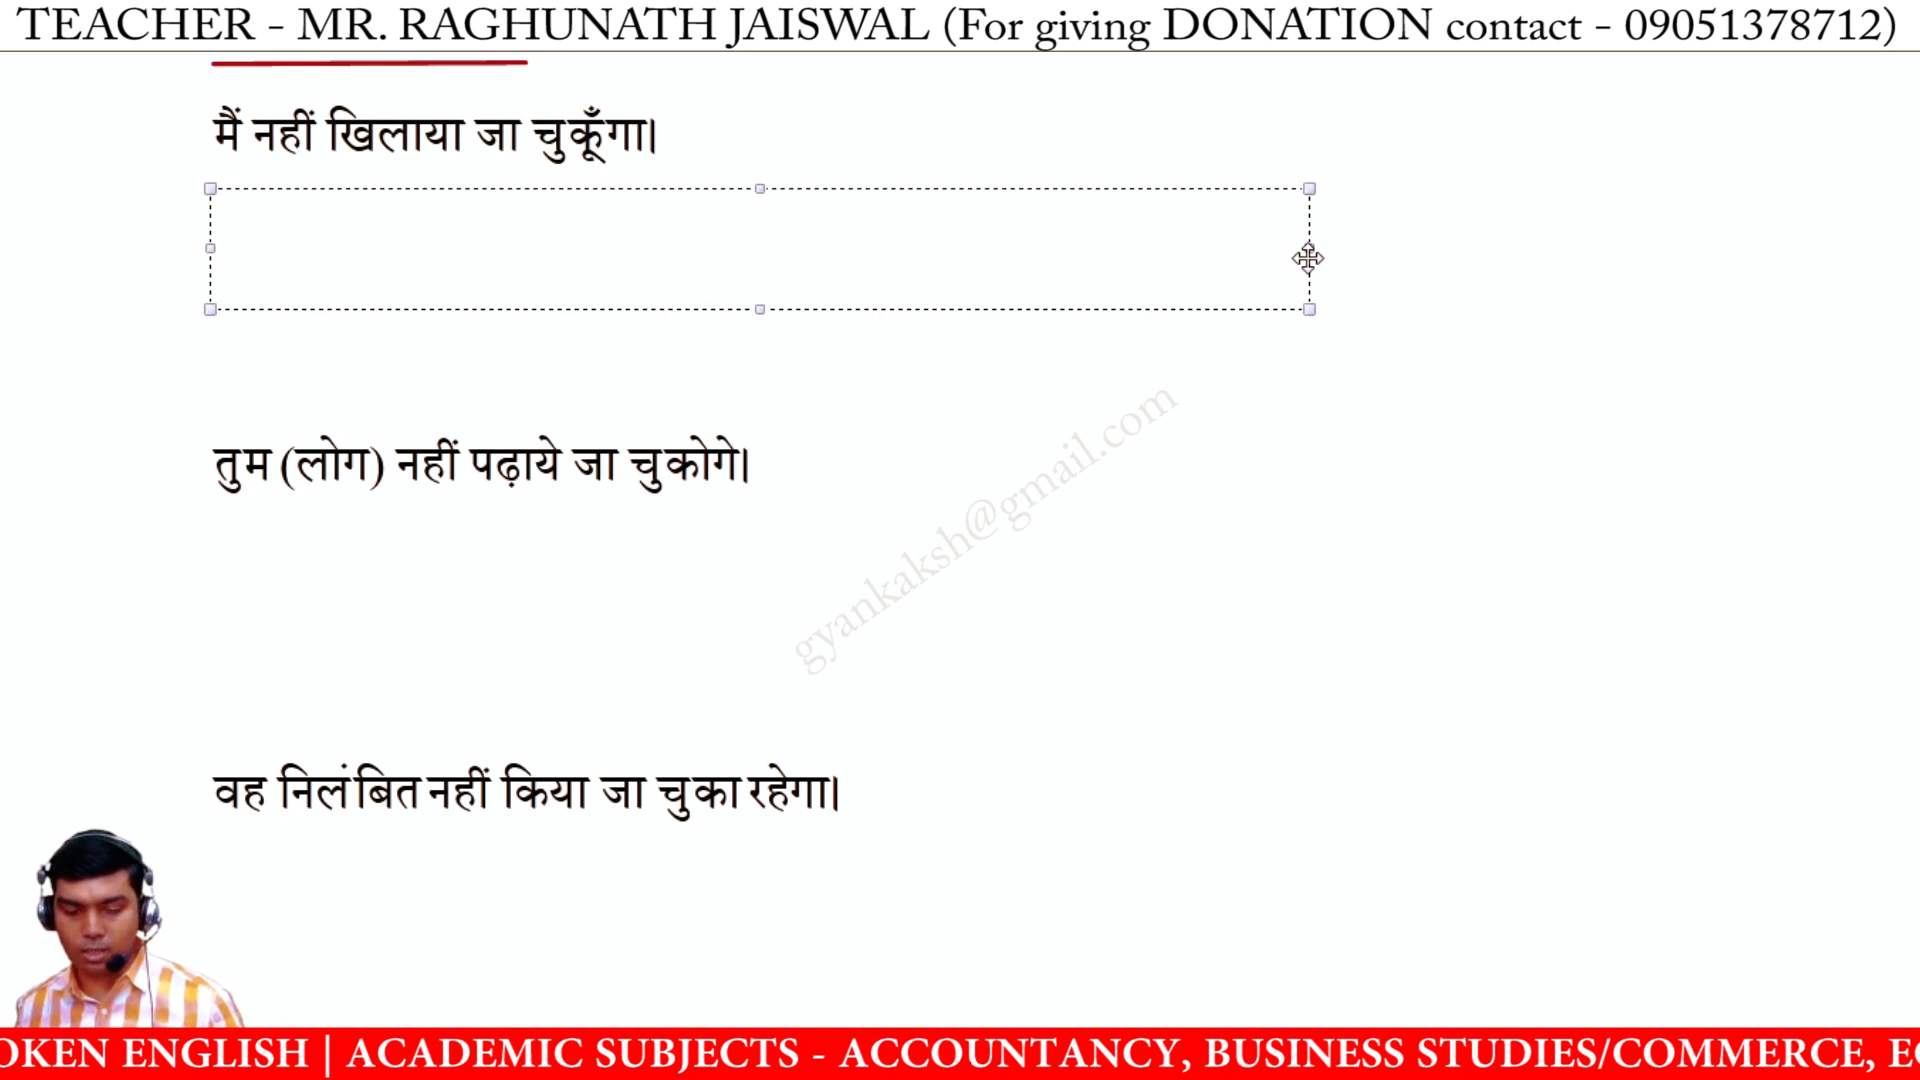 TEACHER - MR. RAGHUNATH JAISWAL (For giving DONATION contact - 09051378712)
मैं नहीं खिलाया जा चुकूँगा।
तुम (लोग) नहीं पढ़ाये जा चुकोगे।
gyankaksh@gmail.com
वह निलंबित नहीं किया जा चुका रहेगा।
OKEN ENGLISH | ACADEMIC SUBJECTS - ACCOUNTANCY, BUSINESS STUDIES/COMMERCE, E